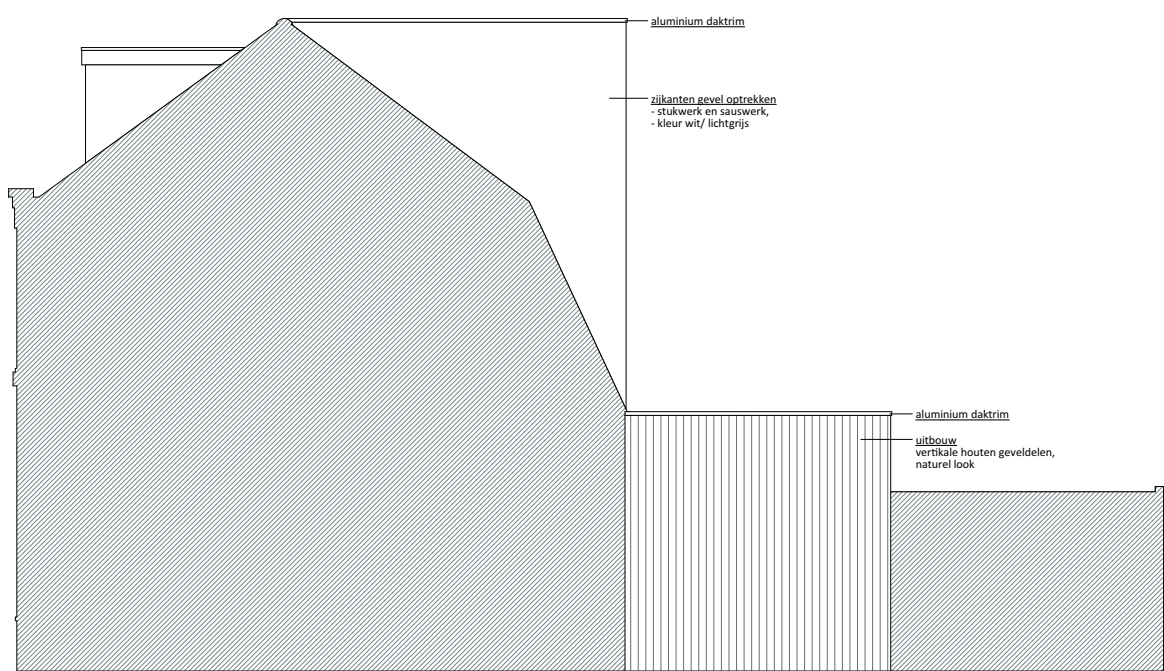 aluminium daktrim
zijkanten gevel optrekken
- stukwerk en sauswerk,
- kleur wit/ lichtgrijs
aluminium daktrim
uitbouw
vertikale houten geveldelen,
naturel look